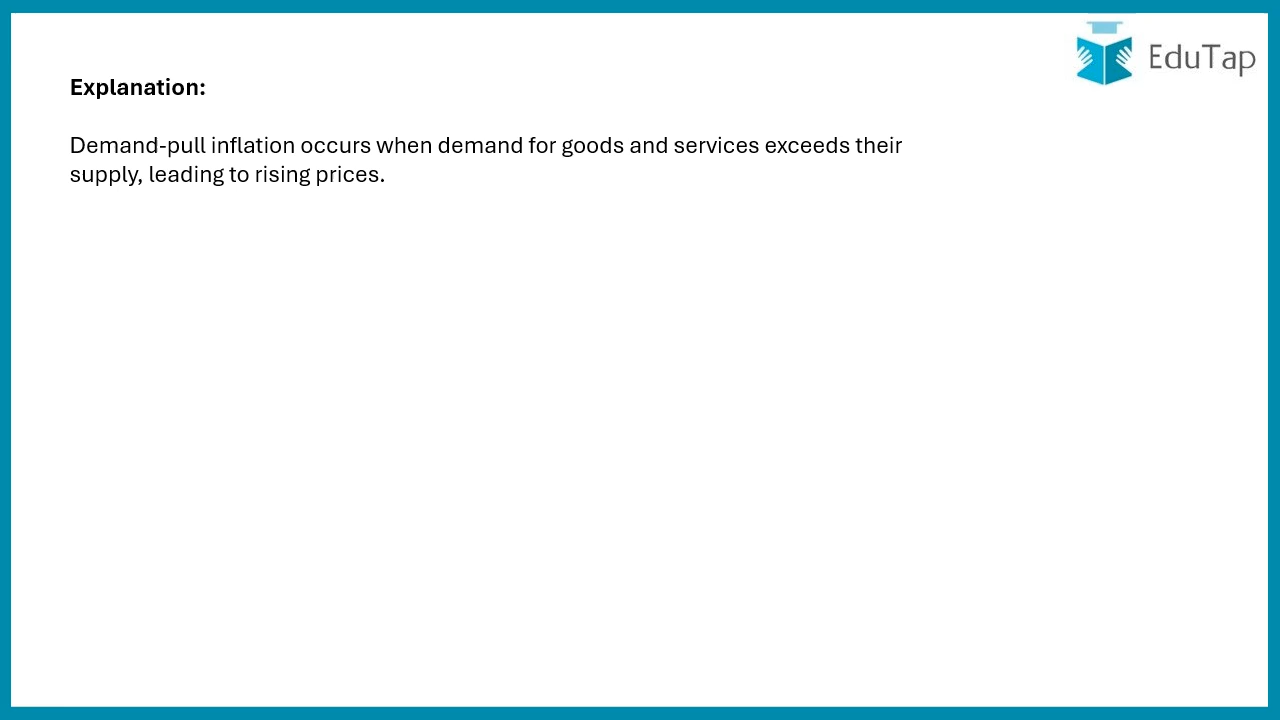 EduTap
Explanation:
Demand-pull inflation occurs when demand for goods and services exceeds their
supply, leading to rising prices.